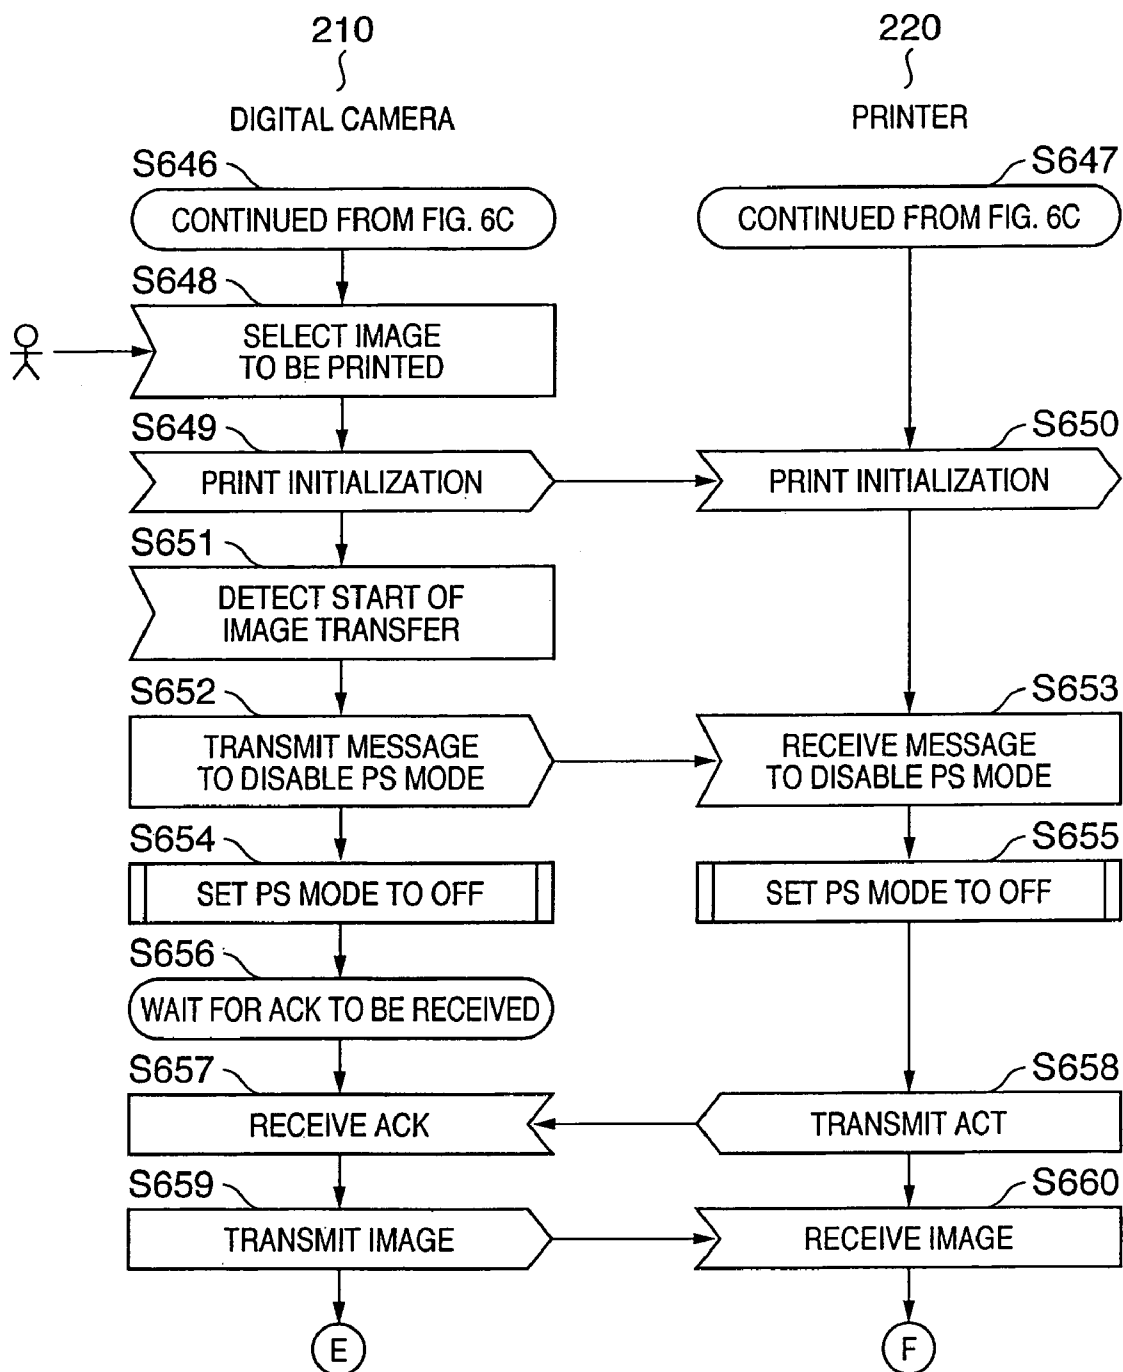 210
220
DIGITAL CAMERA
PRINTER
S646
S647
CONTINUED FROM FIG. 6C
CONTINUED FROM FIG. 6C
S648
SELECT IMAGE
TO BE PRINTED
S649
S650
PRINT INITIALIZATION
PRINT INITIALIZATION
S651
DETECT START OF
IMAGE TRANSFER
S652
S653
TRANSMIT MESSAGE
TO DISABLE PS MODE
RECEIVE MESSAGE
TO DISABLE PS MODE
S654
S655
SET PS MODE TO OFF
SET PS MODE TO OFF
S656
WAIT FOR ACK TO BE RECEIVED
S657
S658
RECEIVE ACK
TRANSMIT ACT
S659
S660
TRANSMIT IMAGE
RECEIVE IMAGE
E
F